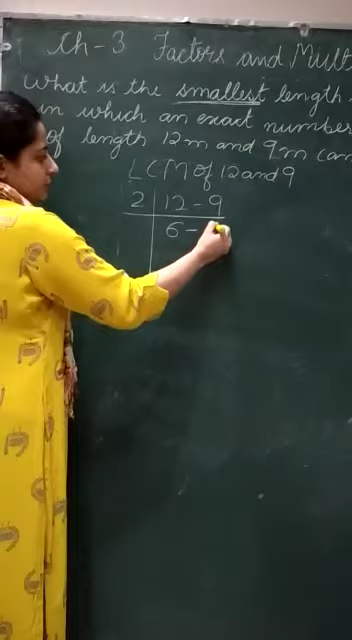 Ch-3 Factors and Mult
What is the smallest length
in which an exact number
of length 12m and 9m can
LCM of 12 and 9
2 | 12 - 9
6 -